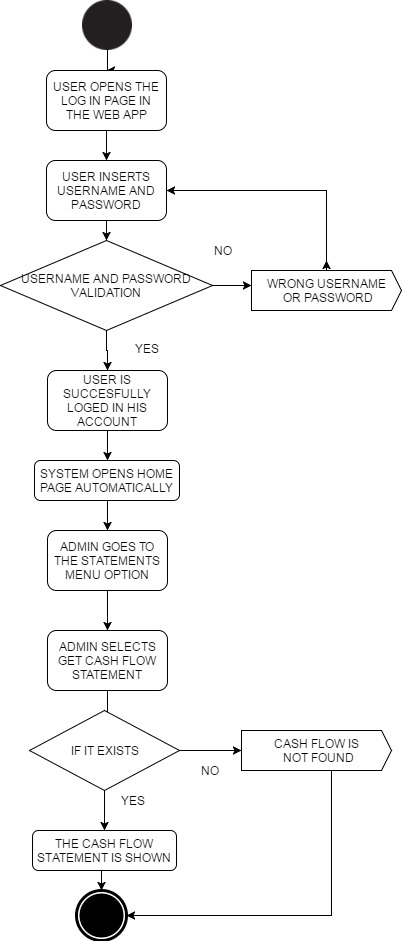 USER OPENS THE
LOG IN PAGE IN
THE WEB APP
USER INSERTS
USERNAME AND
PASSWORD
NO
USERNAME AND PASSWORD
VALIDATION
WRONG USERNAME
OR PASSWORD
YES
USER IS
SUCCESFULLY
LOGED IN HIS
ACCOUNT
SYSTEM OPENS HOME
PAGE AUTOMATICALLY
ADMIN GOES TO
THE STATEMENTS
MENU OPTION
ADMIN SELECTS
GET CASH FLOW
STATEMENT
IF IT EXISTS
CASH FLOW IS
NOT FOUND
NO
YES
THE CASH FLOW
STATEMENT IS SHOWN